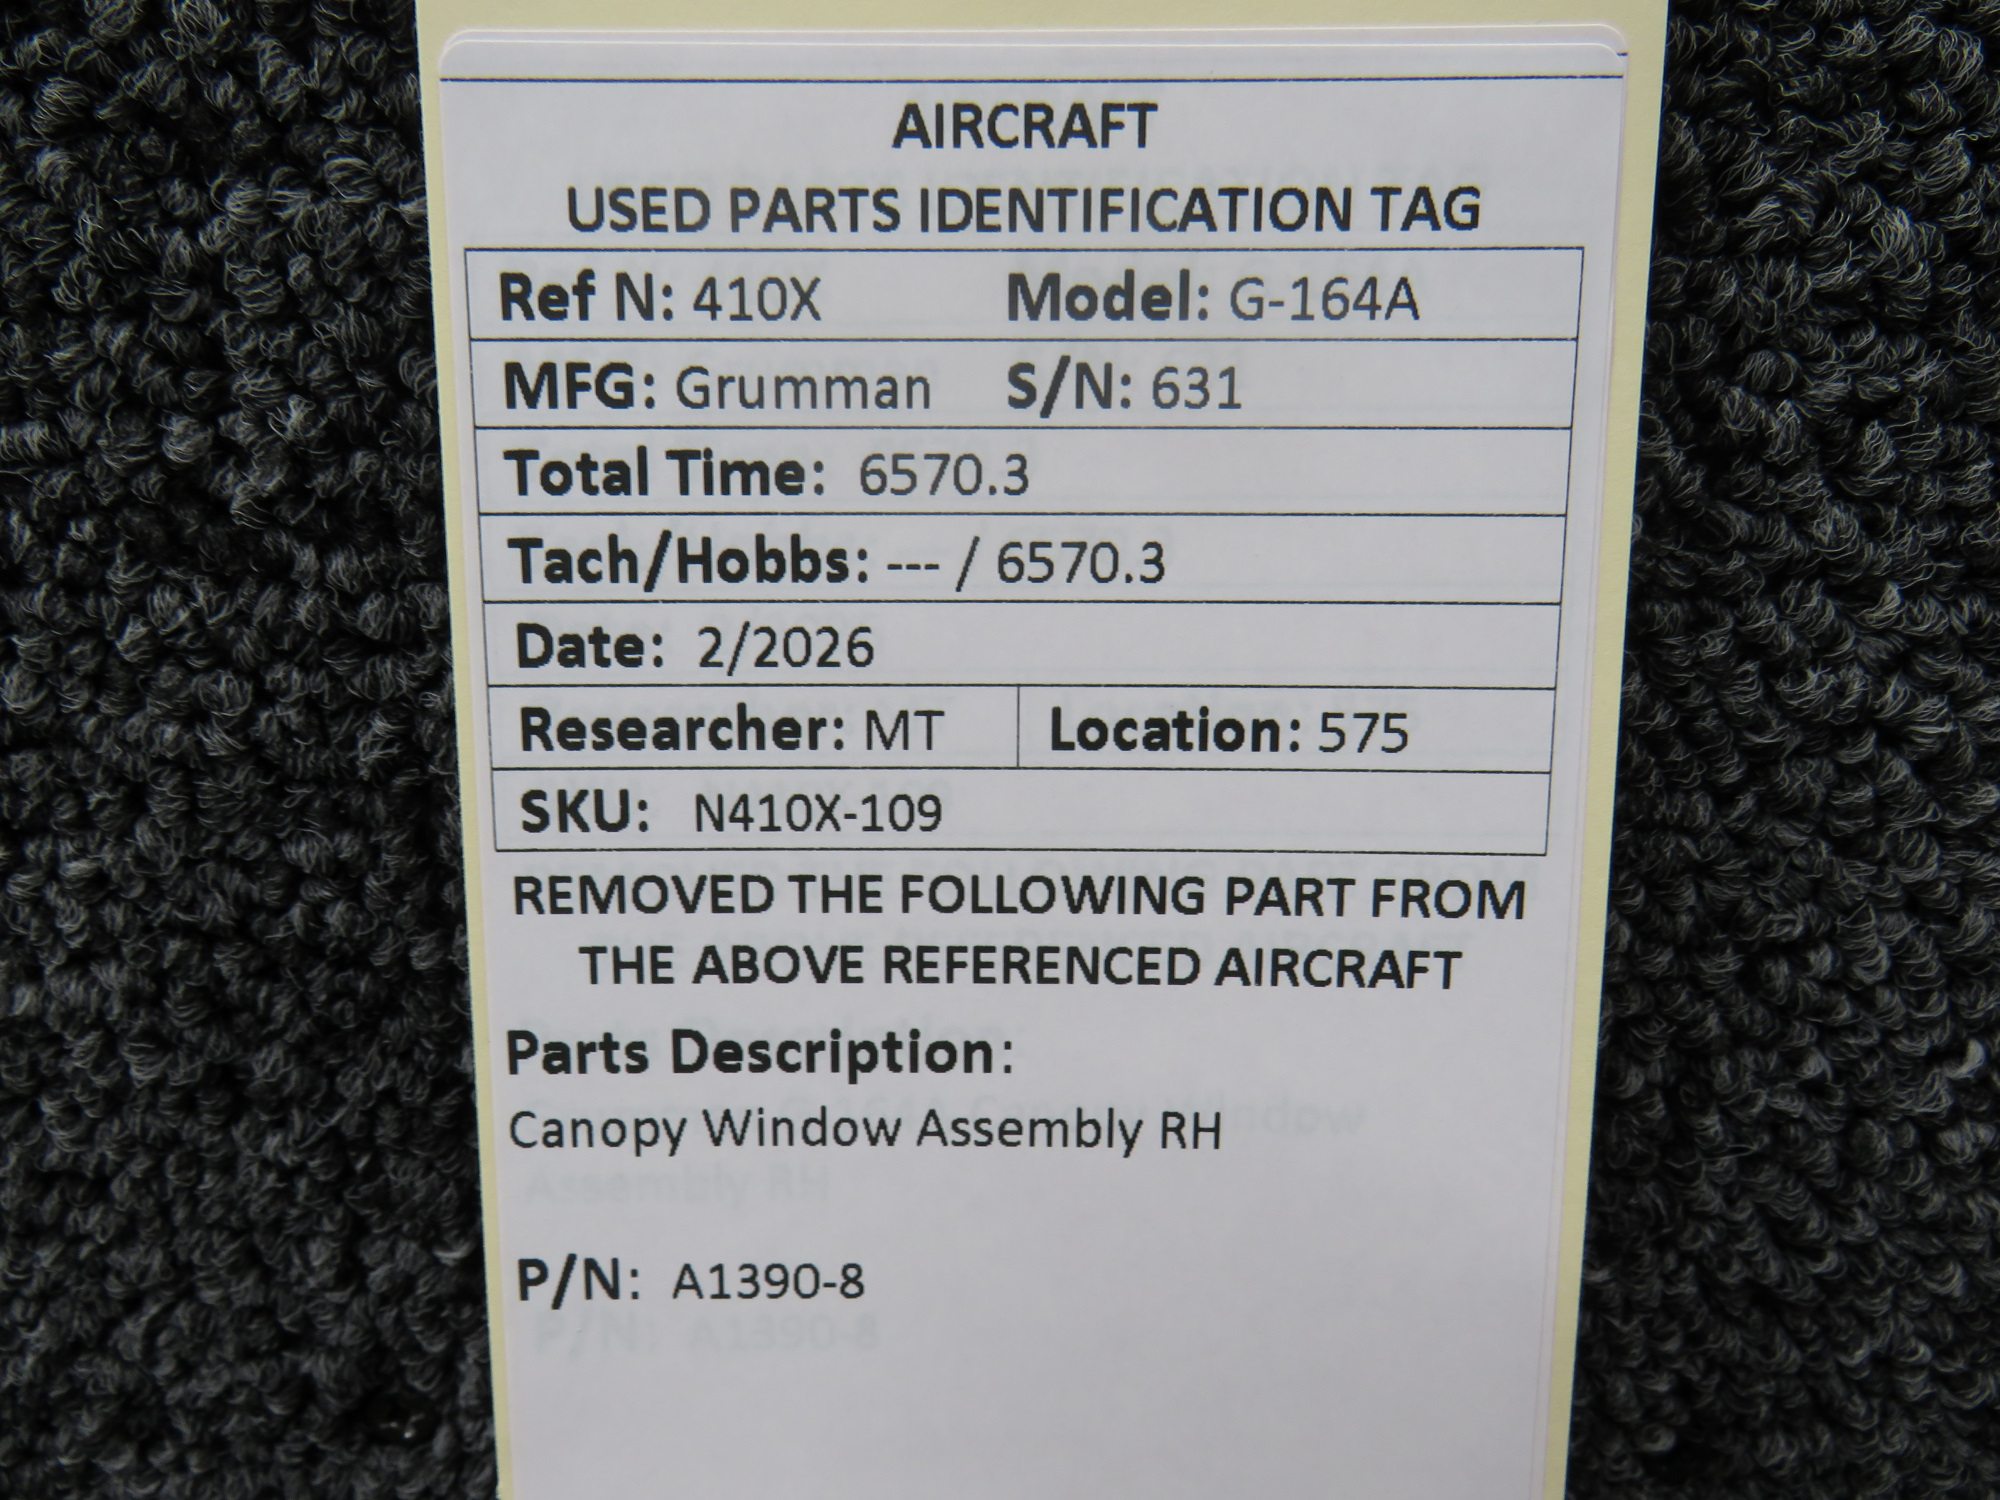 AIRCRAFT
USED PARTS IDENTIFICATION TAG
Ref N: 410X Model: G-164A
MFG: Grumman S/N: 631
Total Time: 6570.3
Tach/Hobbs: --- / 6570.3
Date: 2/2026
Researcher: MT Location: 575
SKU: N410X-109
REMOVED THE FOLLOWING PART FROM
THE ABOVE REFERENCED AIRCRAFT
Parts Description:
Canopy Window Assembly RH
P/N: A1390-8